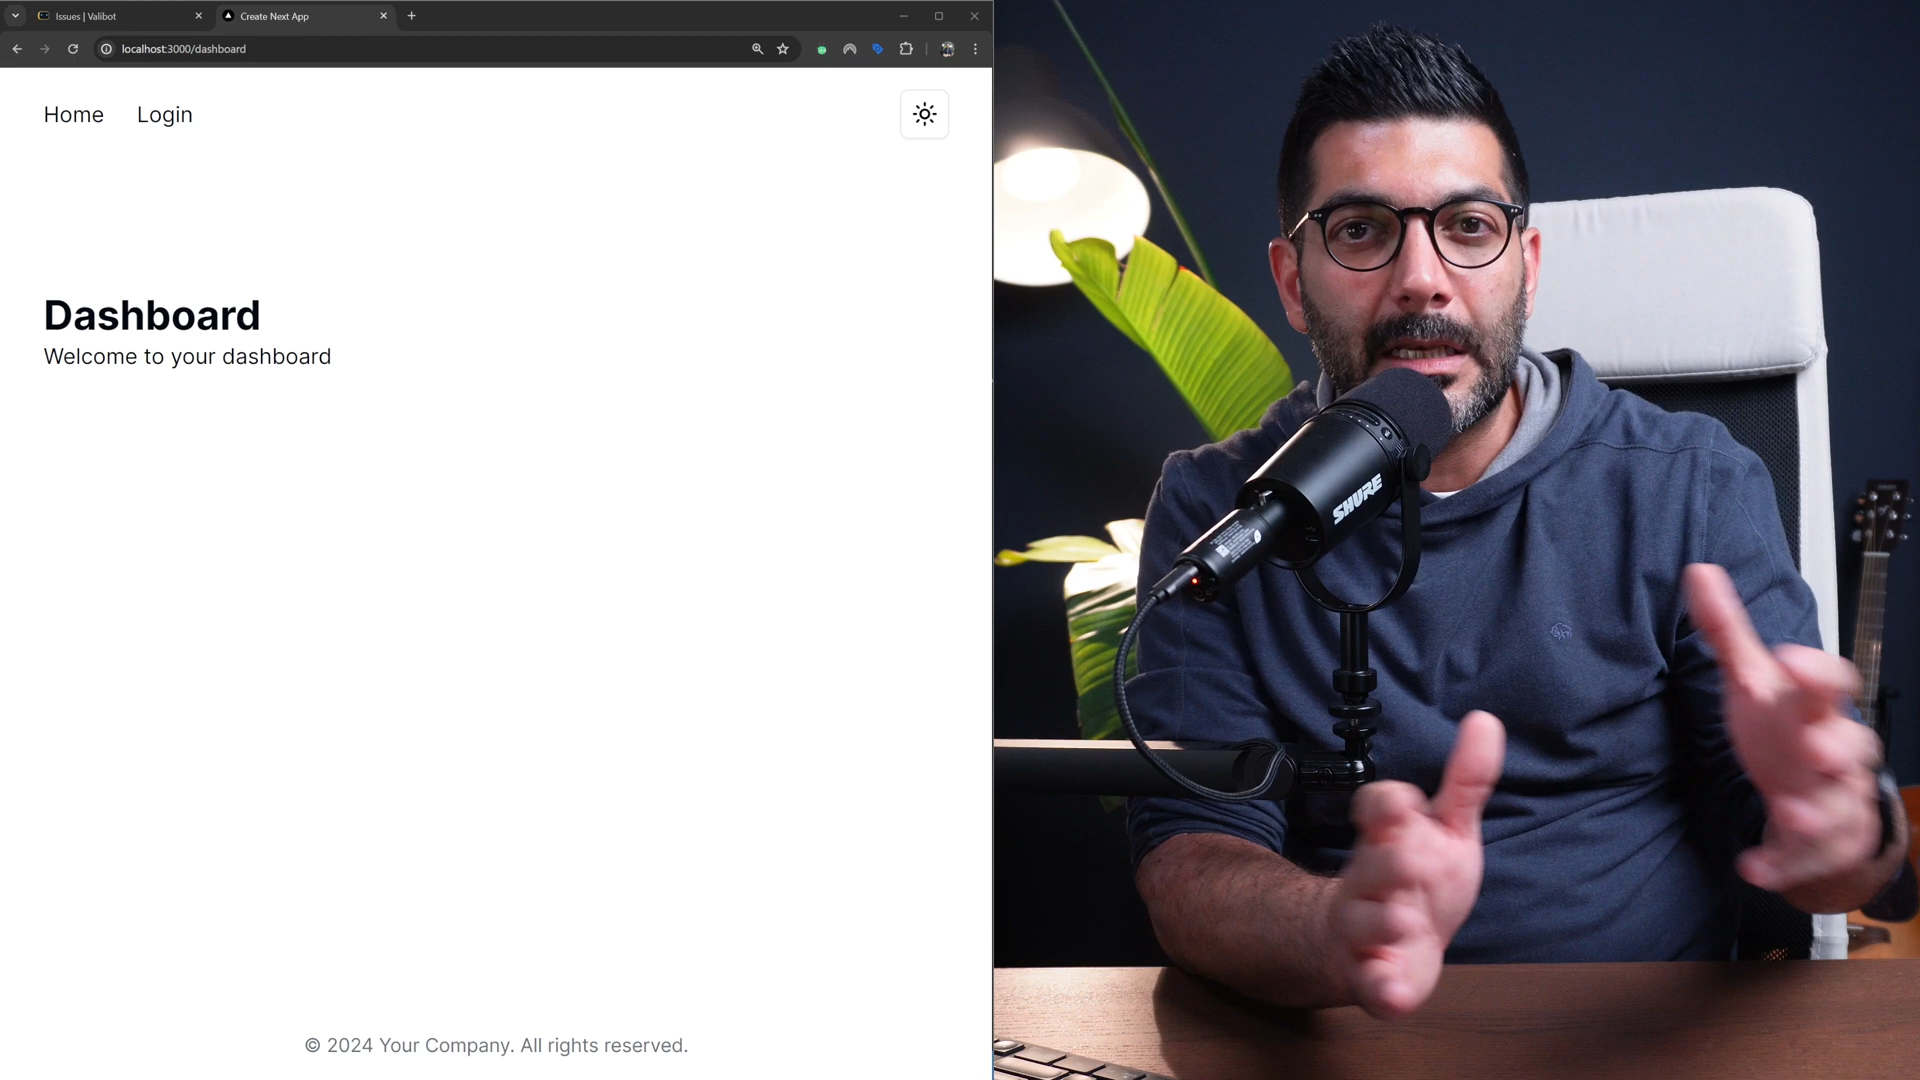 Issues | Valibot
Create Next App
localhost:3000/dashboard
Home Login
Dashboard
Welcome to your dashboard
© 2024 Your Company. All rights reserved.
SHURE